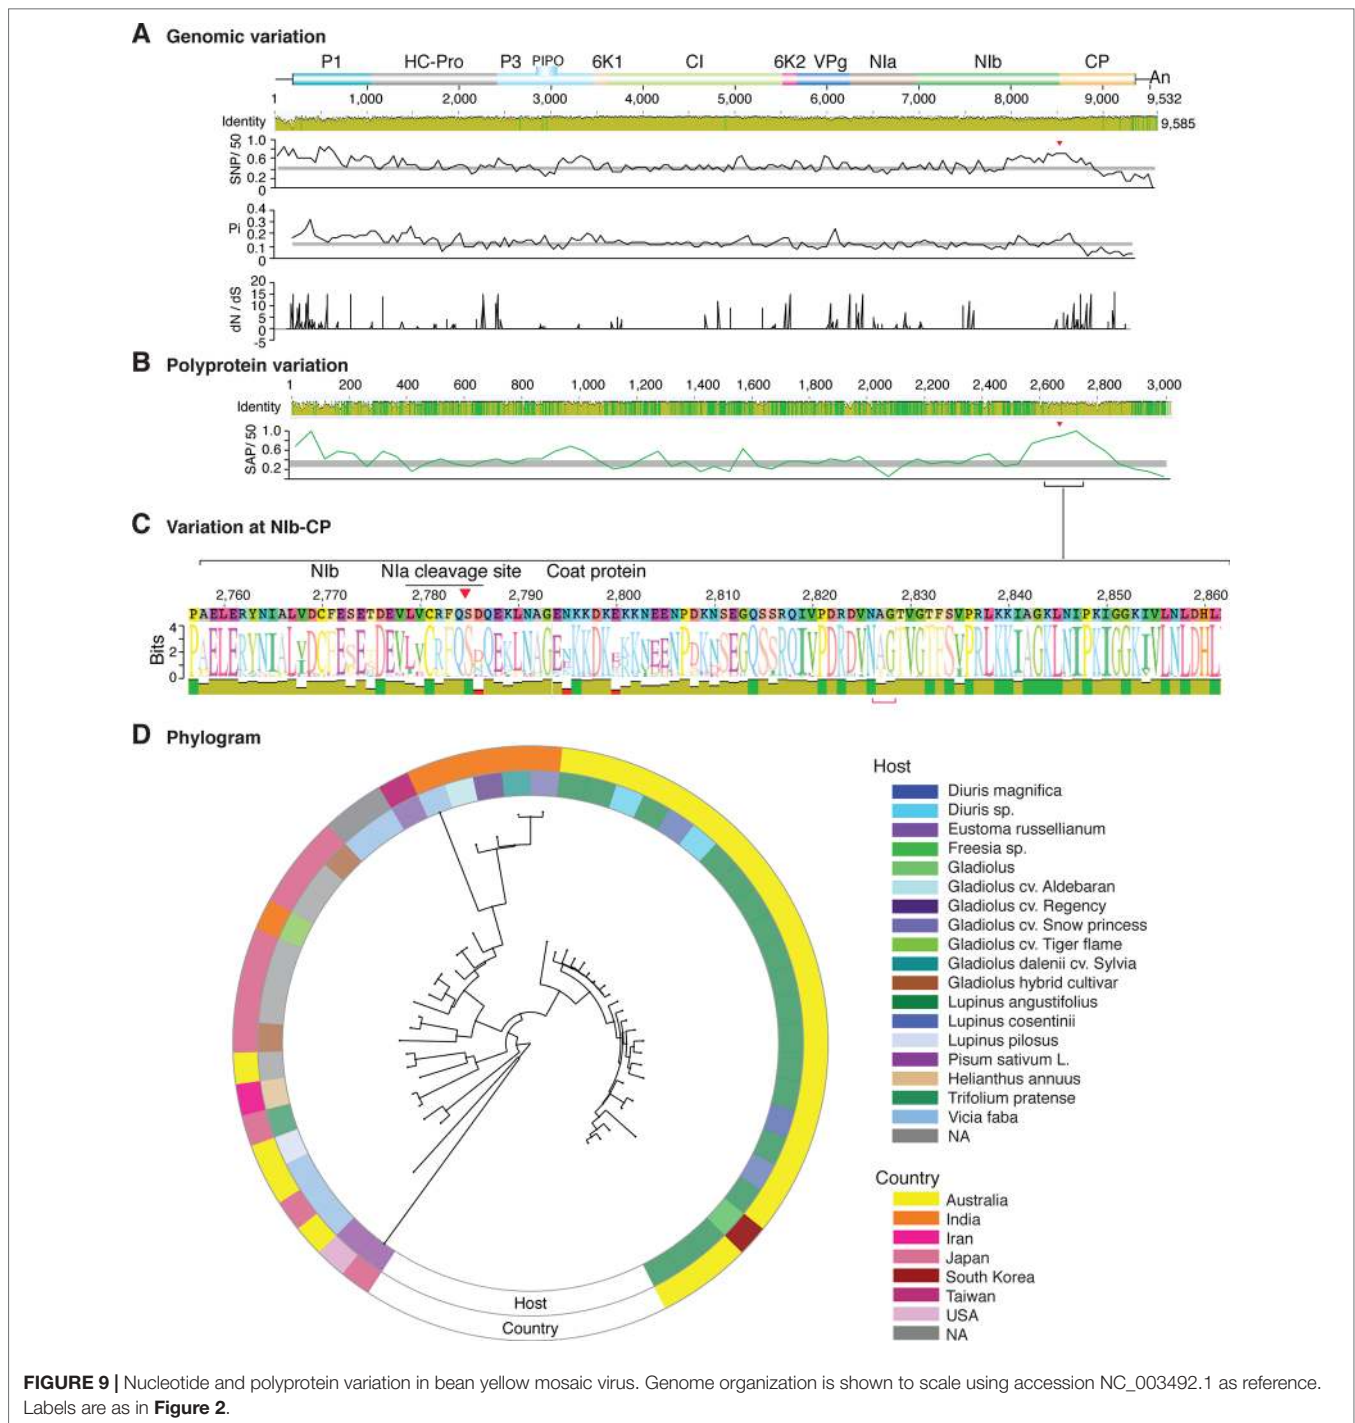 A Genomic variation
P1 HC-Pro P3 PIPO 6K1 CI 6K2 VPg NIa NIb CP
An
1 1,000 2,000 3,000 4,000 5,000 6,000 7,000 8,000 9,000 9,532
Identity 9,585
SNP/ 50
1.0
0.6
0.2
0
Pi
0.4
0.3
0.2
0.1
0
dN / dS
20
15
10
5
0
-5
B Polyprotein variation
1 200 400 600 800 1,000 1,200 1,400 1,600 1,800 2,000 2,200 2,400 2,600 2,800 3,000
Identity
SAP/ 50
1.0
0.6
0.2
C Variation at NIb-CP
NIb NIa cleavage site Coat protein
2,760 2,770 2,780 2,790 2,800 2,810 2,820 2,830 2,840 2,850 2,860
PAELERYNIALVDCFESETDEVLVCRFQSDQEKLNAGENKKDKEKKNEENPDKNSEGQSSRQIVPDRDVNAGTVGTFSVPRLKKIAGKLNIPKIGGKIVLNLDHL
Bits
4
2
0
D Phylogram
Host
Diuris magnifica
Diuris sp.
Eustoma russellianum
Freesia sp.
Gladiolus
Gladiolus cv. Aldebaran
Gladiolus cv. Regency
Gladiolus cv. Snow princess
Gladiolus cv. Tiger flame
Gladiolus dalenii cv. Sylvia
Gladiolus hybrid cultivar
Lupinus angustifolius
Lupinus cosentinii
Lupinus pilosus
Pisum sativum L.
Helianthus annuus
Trifolium pratense
Vicia faba
NA
Country
Australia
India
Iran
Japan
South Korea
Taiwan
USA
NA
Host
Country
FIGURE 9 | Nucleotide and polyprotein variation in bean yellow mosaic virus. Genome organization is shown to scale using accession NC_003492.1 as reference.
Labels are as in Figure 2.